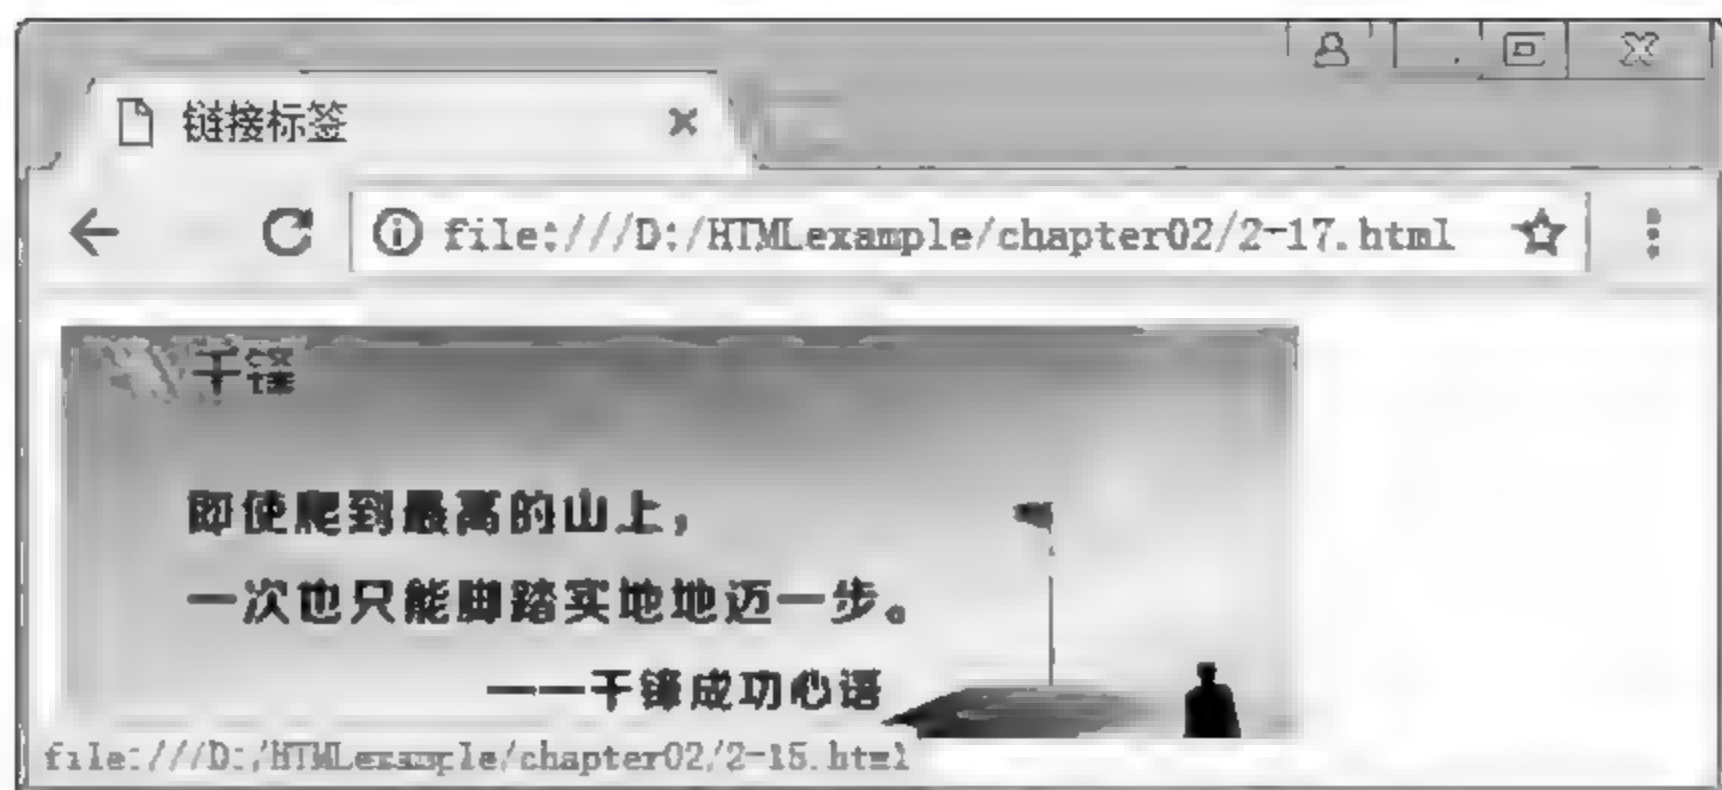 链接标签
file:///D:/HTMLexample/chapter02/2-17.html
千锋
即使爬到最高的山上，
一次也只能脚踏实地地迈一步。
——千锋成功心语
file:///D:/HTMLexample/chapter02/2-15.html